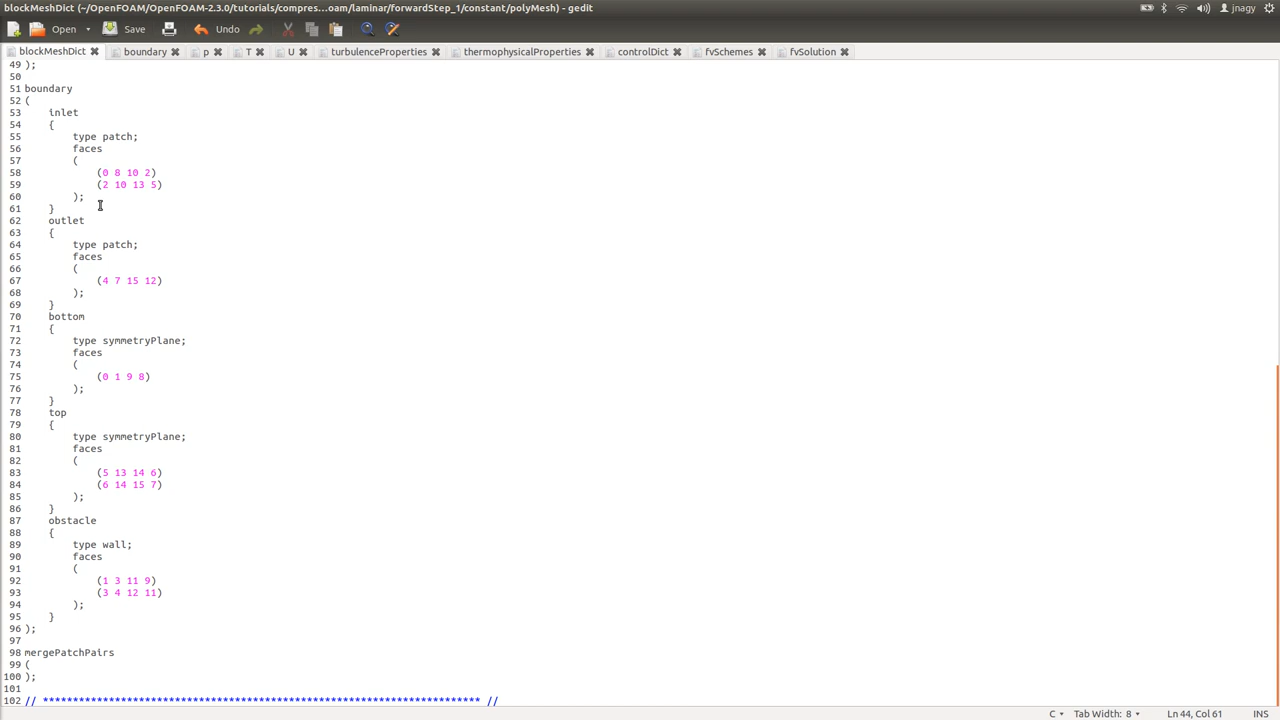 blockMeshDict (~/OpenFOAM/OpenFOAM-2.3.0/tutorials/compres...oam/laminar/forwardStep_1/constant/polyMesh) - gedit
jnagy
Open Save Undo
blockMeshDict boundary p T U turbulenceProperties thermophysicalProperties controlDict fvSchemes fvSolution
49 );
50
51 boundary
52 (
53     inlet
54     {
55         type patch;
56         faces
57         (
58             (0 8 10 2)
59             (2 10 13 5)
60         );
61     }
62     outlet
63     {
64         type patch;
65         faces
66         (
67             (4 7 15 12)
68         );
69     }
70     bottom
71     {
72         type symmetryPlane;
73         faces
74         (
75             (0 1 9 8)
76         );
77     }
78     top
79     {
80         type symmetryPlane;
81         faces
82         (
83             (5 13 14 6)
84             (6 14 15 7)
85         );
86     }
87     obstacle
88     {
89         type wall;
90         faces
91         (
92             (1 3 11 9)
93             (3 4 12 11)
94         );
95     }
96 );
97
98 mergePatchPairs
99 (
100 );
101
102 // ************************************************************************* //
C Tab Width: 8 Ln 44, Col 61 INS